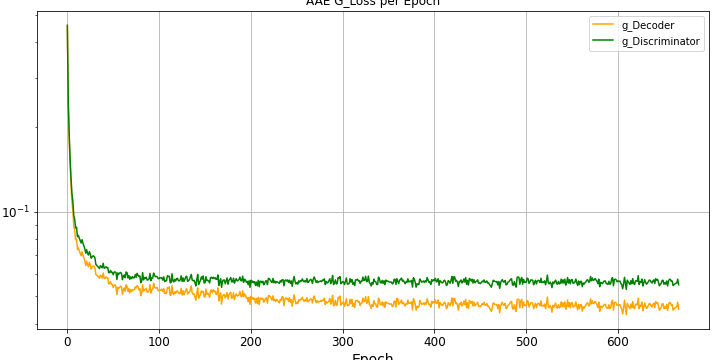 AAE G_Loss per Epoch
g_Decoder
g_Discriminator
10⁻¹
0 100 200 300 400 500 600
Epoch